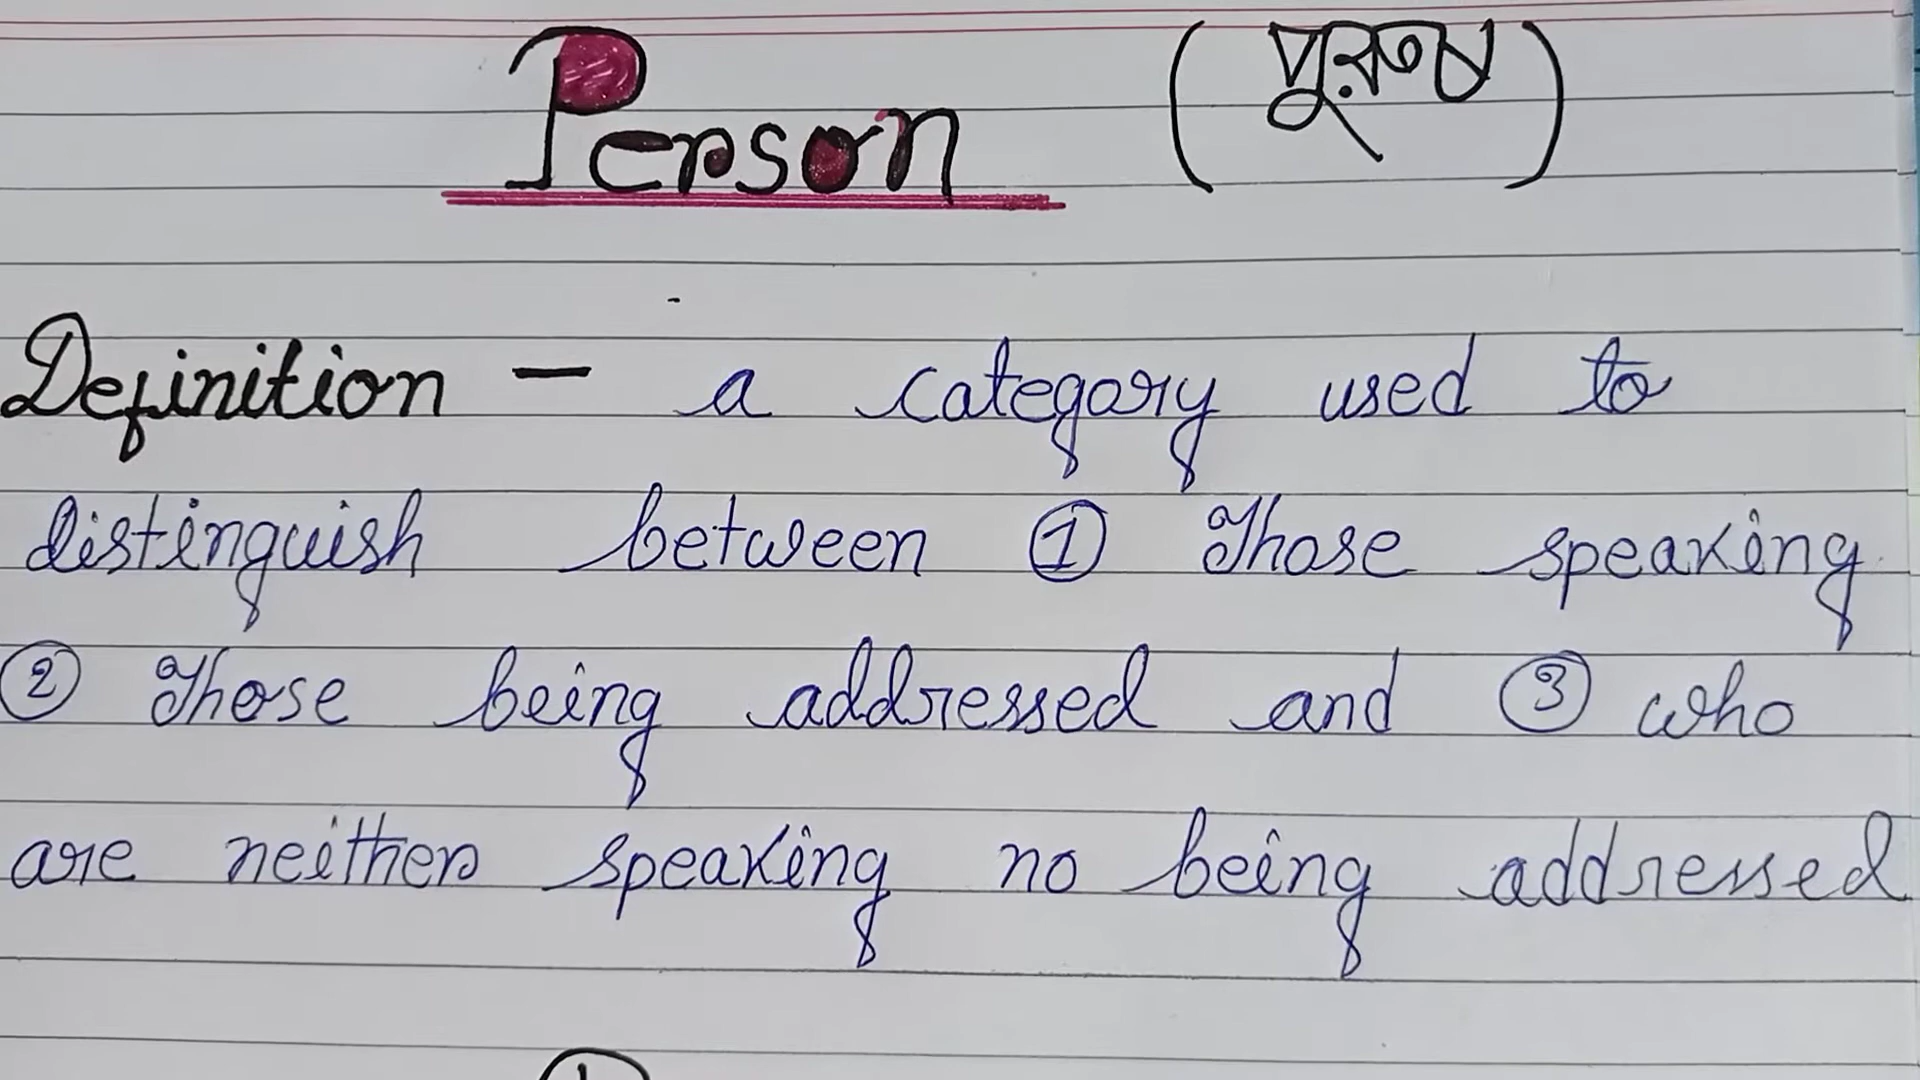 Person (পুরুষ)
Definition — a category used to
distinguish between ① Those speaking
② Those being addressed and ③ who
are neither speaking no being addressed